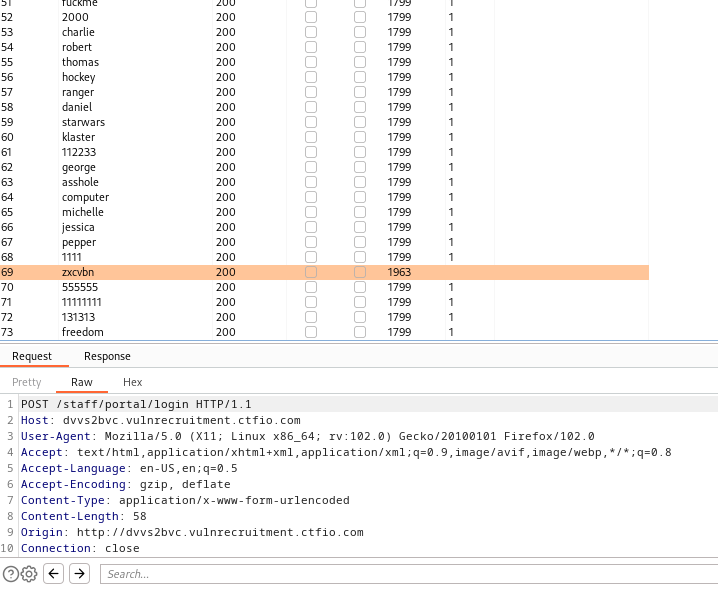 51 fuckme 200 1799 1
52 2000 200 1799 1
53 charlie 200 1799 1
54 robert 200 1799 1
55 thomas 200 1799 1
56 hockey 200 1799 1
57 ranger 200 1799 1
58 daniel 200 1799 1
59 starwars 200 1799 1
60 klaster 200 1799 1
61 112233 200 1799 1
62 george 200 1799 1
63 asshole 200 1799 1
64 computer 200 1799 1
65 michelle 200 1799 1
66 jessica 200 1799 1
67 pepper 200 1799 1
68 1111 200 1799 1
69 zxcvbn 200 1963
70 555555 200 1799 1
71 11111111 200 1799 1
72 131313 200 1799 1
73 freedom 200 1799 1
Request Response
Pretty Raw Hex
1 POST /staff/portal/login HTTP/1.1
2 Host: dvvs2bvc.vulnrecruitment.ctfio.com
3 User-Agent: Mozilla/5.0 (X11; Linux x86_64; rv:102.0) Gecko/20100101 Firefox/102.0
4 Accept: text/html,application/xhtml+xml,application/xml;q=0.9,image/avif,image/webp,*/*;q=0.8
5 Accept-Language: en-US,en;q=0.5
6 Accept-Encoding: gzip, deflate
7 Content-Type: application/x-www-form-urlencoded
8 Content-Length: 58
9 Origin: http://dvvs2bvc.vulnrecruitment.ctfio.com
10 Connection: close
Search...